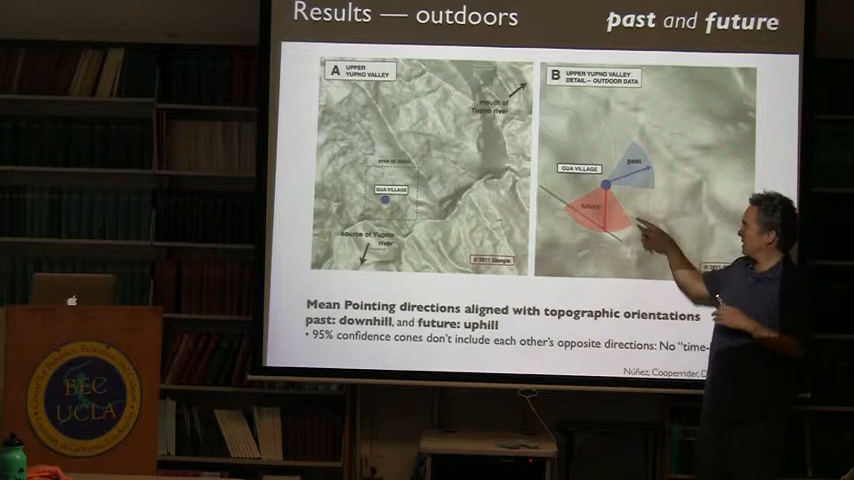 Results — outdoors
past and future
A UPPER
YUPNO VALLEY
mouth of
Yupno river
area of detail
GUA VILLAGE
source of Yupno
river
© 2011 Google
B UPPER YUPNO VALLEY
DETAIL— OUTDOOR DATA
past
GUA VILLAGE
future
Mean Pointing directions aligned with topographic orientations
past: downhill, and future: uphill
• 95% confidence cones don't include each other's opposite directions: No "time-
Núñez, Cooperrider, D
BEC
UCLA